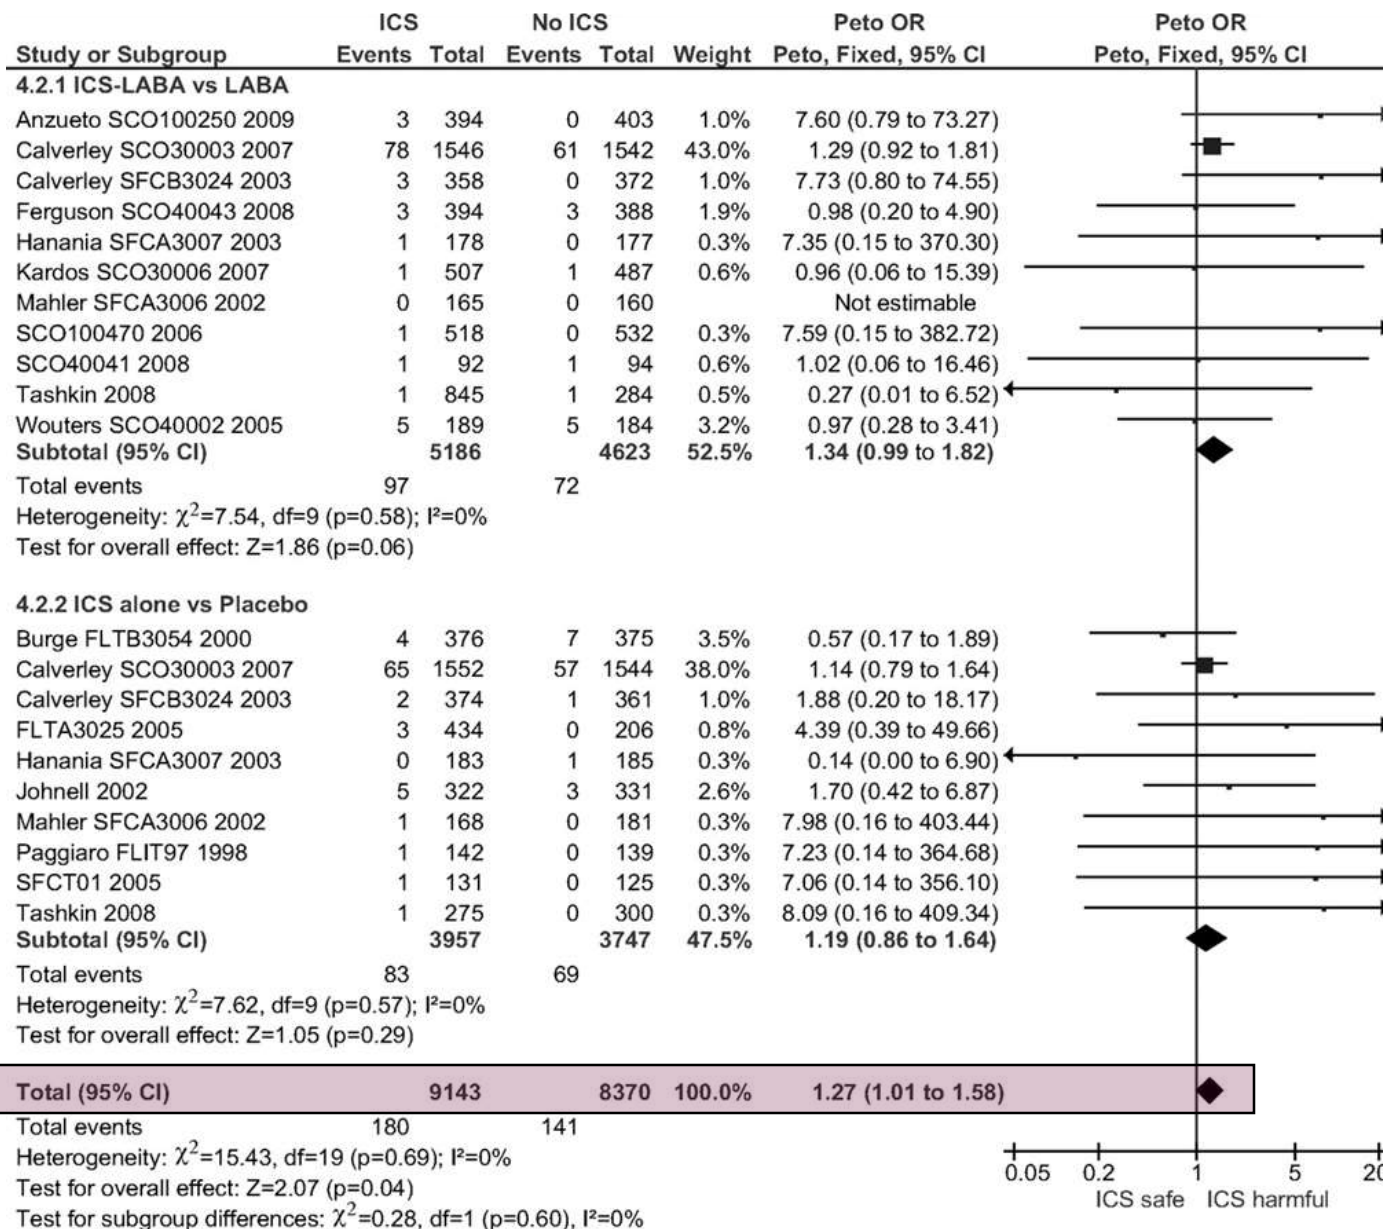 ICS No ICS Peto OR Peto OR
Study or Subgroup Events Total Events Total Weight Peto, Fixed, 95% CI Peto, Fixed, 95% CI
4.2.1 ICS-LABA vs LABA
Anzueto SCO100250 2009 3 394 0 403 1.0% 7.60 (0.79 to 73.27)
Calverley SCO30003 2007 78 1546 61 1542 43.0% 1.29 (0.92 to 1.81)
Calverley SFCB3024 2003 3 358 0 372 1.0% 7.73 (0.80 to 74.55)
Ferguson SCO40043 2008 3 394 3 388 1.9% 0.98 (0.20 to 4.90)
Hanania SFCA3007 2003 1 178 0 177 0.3% 7.35 (0.15 to 370.30)
Kardos SCO30006 2007 1 507 1 487 0.6% 0.96 (0.06 to 15.39)
Mahler SFCA3006 2002 0 165 0 160 Not estimable
SCO100470 2006 1 518 0 532 0.3% 7.59 (0.15 to 382.72)
SCO40041 2008 1 92 1 94 0.6% 1.02 (0.06 to 16.46)
Tashkin 2008 1 845 1 284 0.5% 0.27 (0.01 to 6.52)
Wouters SCO40002 2005 5 189 5 184 3.2% 0.97 (0.28 to 3.41)
Subtotal (95% CI) 5186 4623 52.5% 1.34 (0.99 to 1.82)
Total events 97 72
Heterogeneity: χ²=7.54, df=9 (p=0.58); I²=0%
Test for overall effect: Z=1.86 (p=0.06)
4.2.2 ICS alone vs Placebo
Burge FLTB3054 2000 4 376 7 375 3.5% 0.57 (0.17 to 1.89)
Calverley SCO30003 2007 65 1552 57 1544 38.0% 1.14 (0.79 to 1.64)
Calverley SFCB3024 2003 2 374 1 361 1.0% 1.88 (0.20 to 18.17)
FLTA3025 2005 3 434 0 206 0.8% 4.39 (0.39 to 49.66)
Hanania SFCA3007 2003 0 183 1 185 0.3% 0.14 (0.00 to 6.90)
Johnell 2002 5 322 3 331 2.6% 1.70 (0.42 to 6.87)
Mahler SFCA3006 2002 1 168 0 181 0.3% 7.98 (0.16 to 403.44)
Paggiaro FLIT97 1998 1 142 0 139 0.3% 7.23 (0.14 to 364.68)
SFCT01 2005 1 131 0 125 0.3% 7.06 (0.14 to 356.10)
Tashkin 2008 1 275 0 300 0.3% 8.09 (0.16 to 409.34)
Subtotal (95% CI) 3957 3747 47.5% 1.19 (0.86 to 1.64)
Total events 83 69
Heterogeneity: χ²=7.62, df=9 (p=0.57); I²=0%
Test for overall effect: Z=1.05 (p=0.29)
Total (95% CI) 9143 8370 100.0% 1.27 (1.01 to 1.58)
Total events 180 141
Heterogeneity: χ²=15.43, df=19 (p=0.69); I²=0%
Test for overall effect: Z=2.07 (p=0.04)
Test for subgroup differences: χ²=0.28, df=1 (p=0.60), I²=0%
0.05 0.2 1 5 20
ICS safe ICS harmful